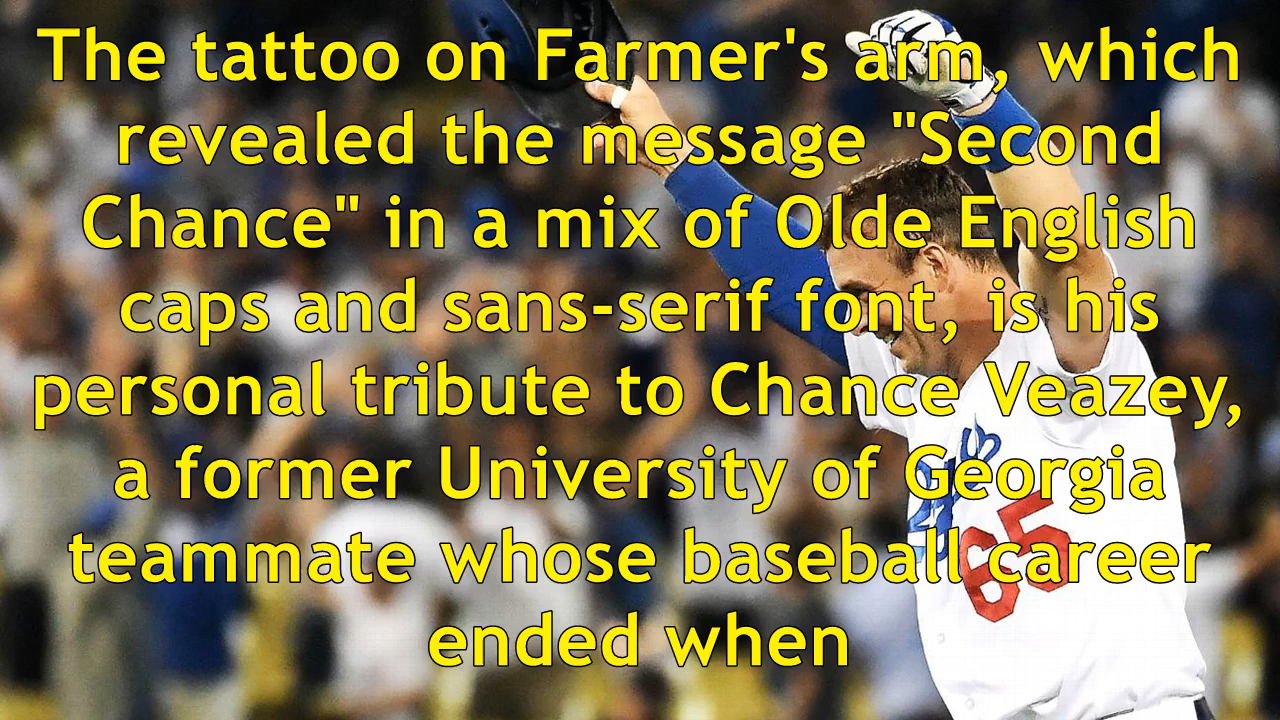 The tattoo on Farmer's arm, which
revealed the message "Second
Chance" in a mix of Olde English
caps and sans-serif font, is his
personal tribute to Chance Veazey,
a former University of Georgia
teammate whose baseball career
ended when
65